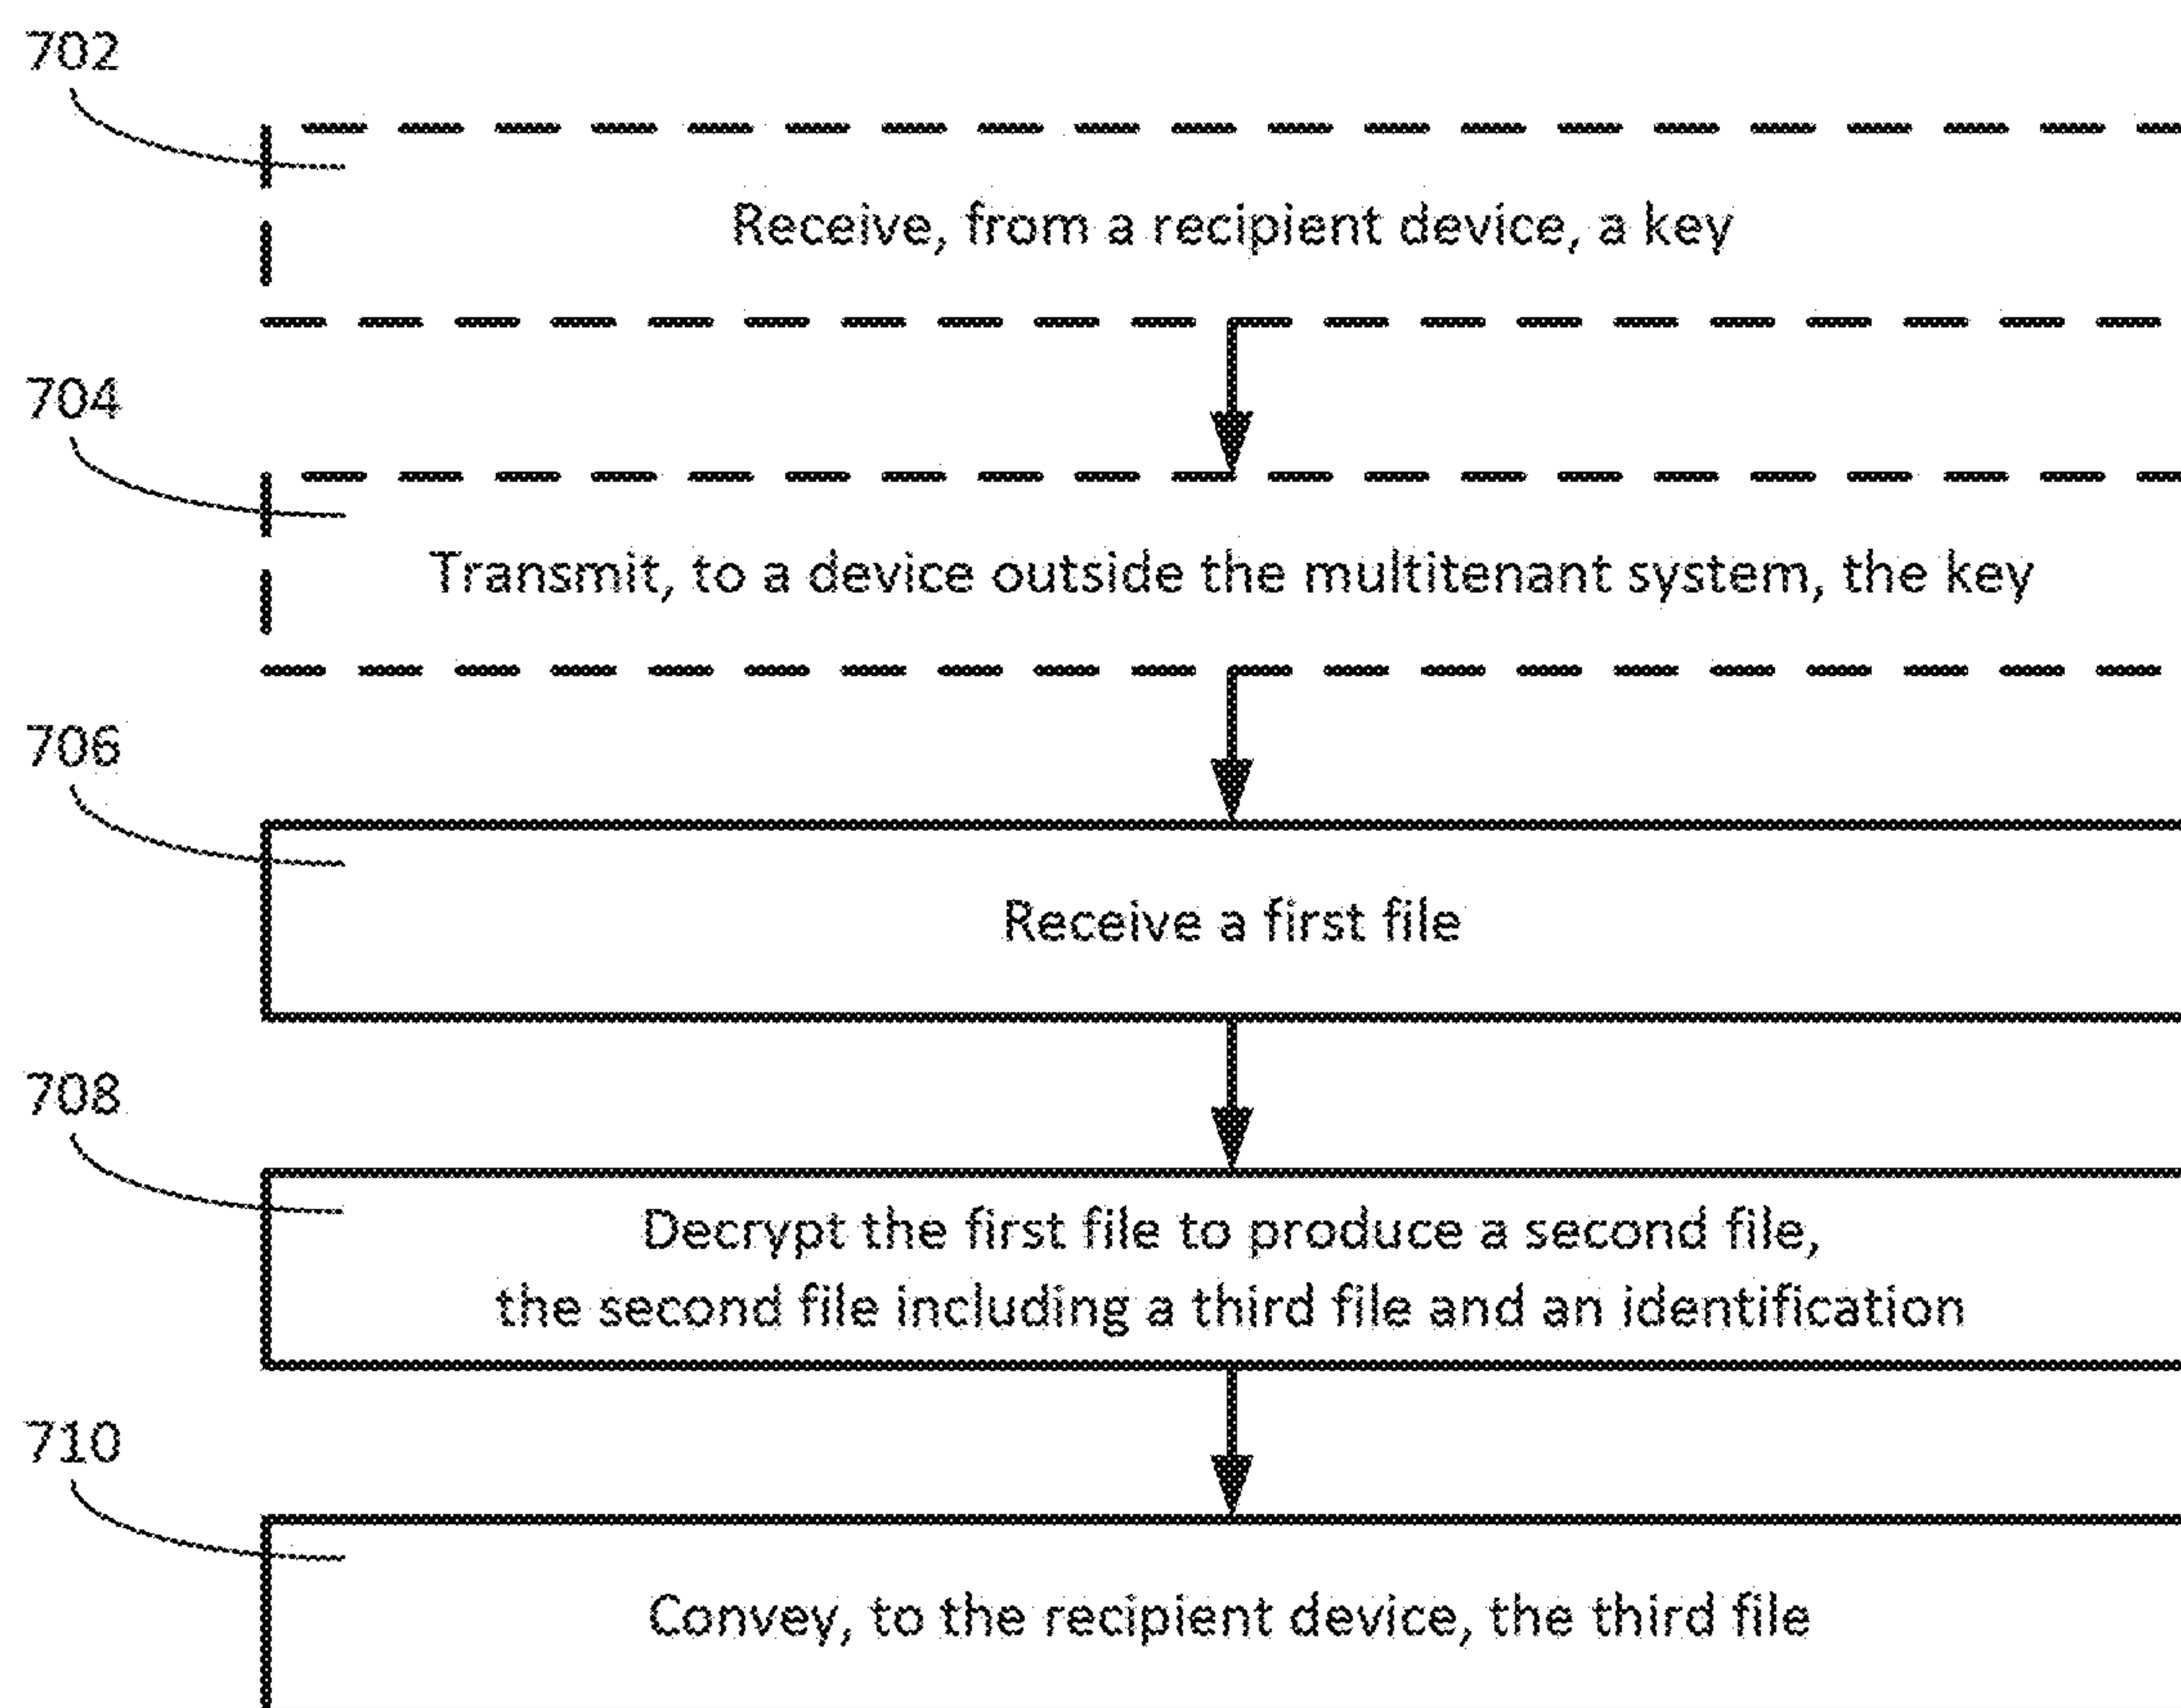 702
Receive, from a recipient device, a key
704
Transmit, to a device outside the multitenant system, the key
706
Receive a first file
708
Decrypt the first file to produce a second file,
the second file including a third file and an identification
710
Convey, to the recipient device, the third file